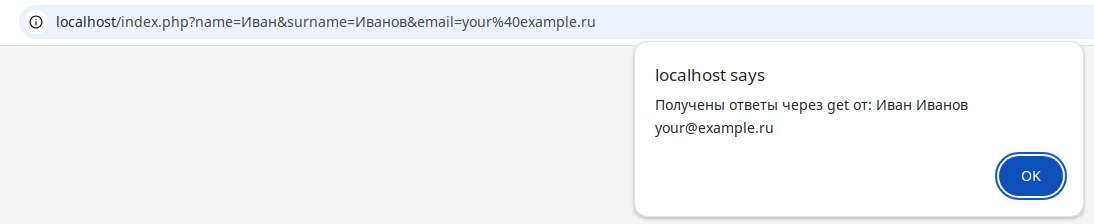 localhost/index.php?name=Иван&surname=Иванов&email=your%40example.ru
localhost says
Получены ответы через get от: Иван Иванов
your@example.ru
OK